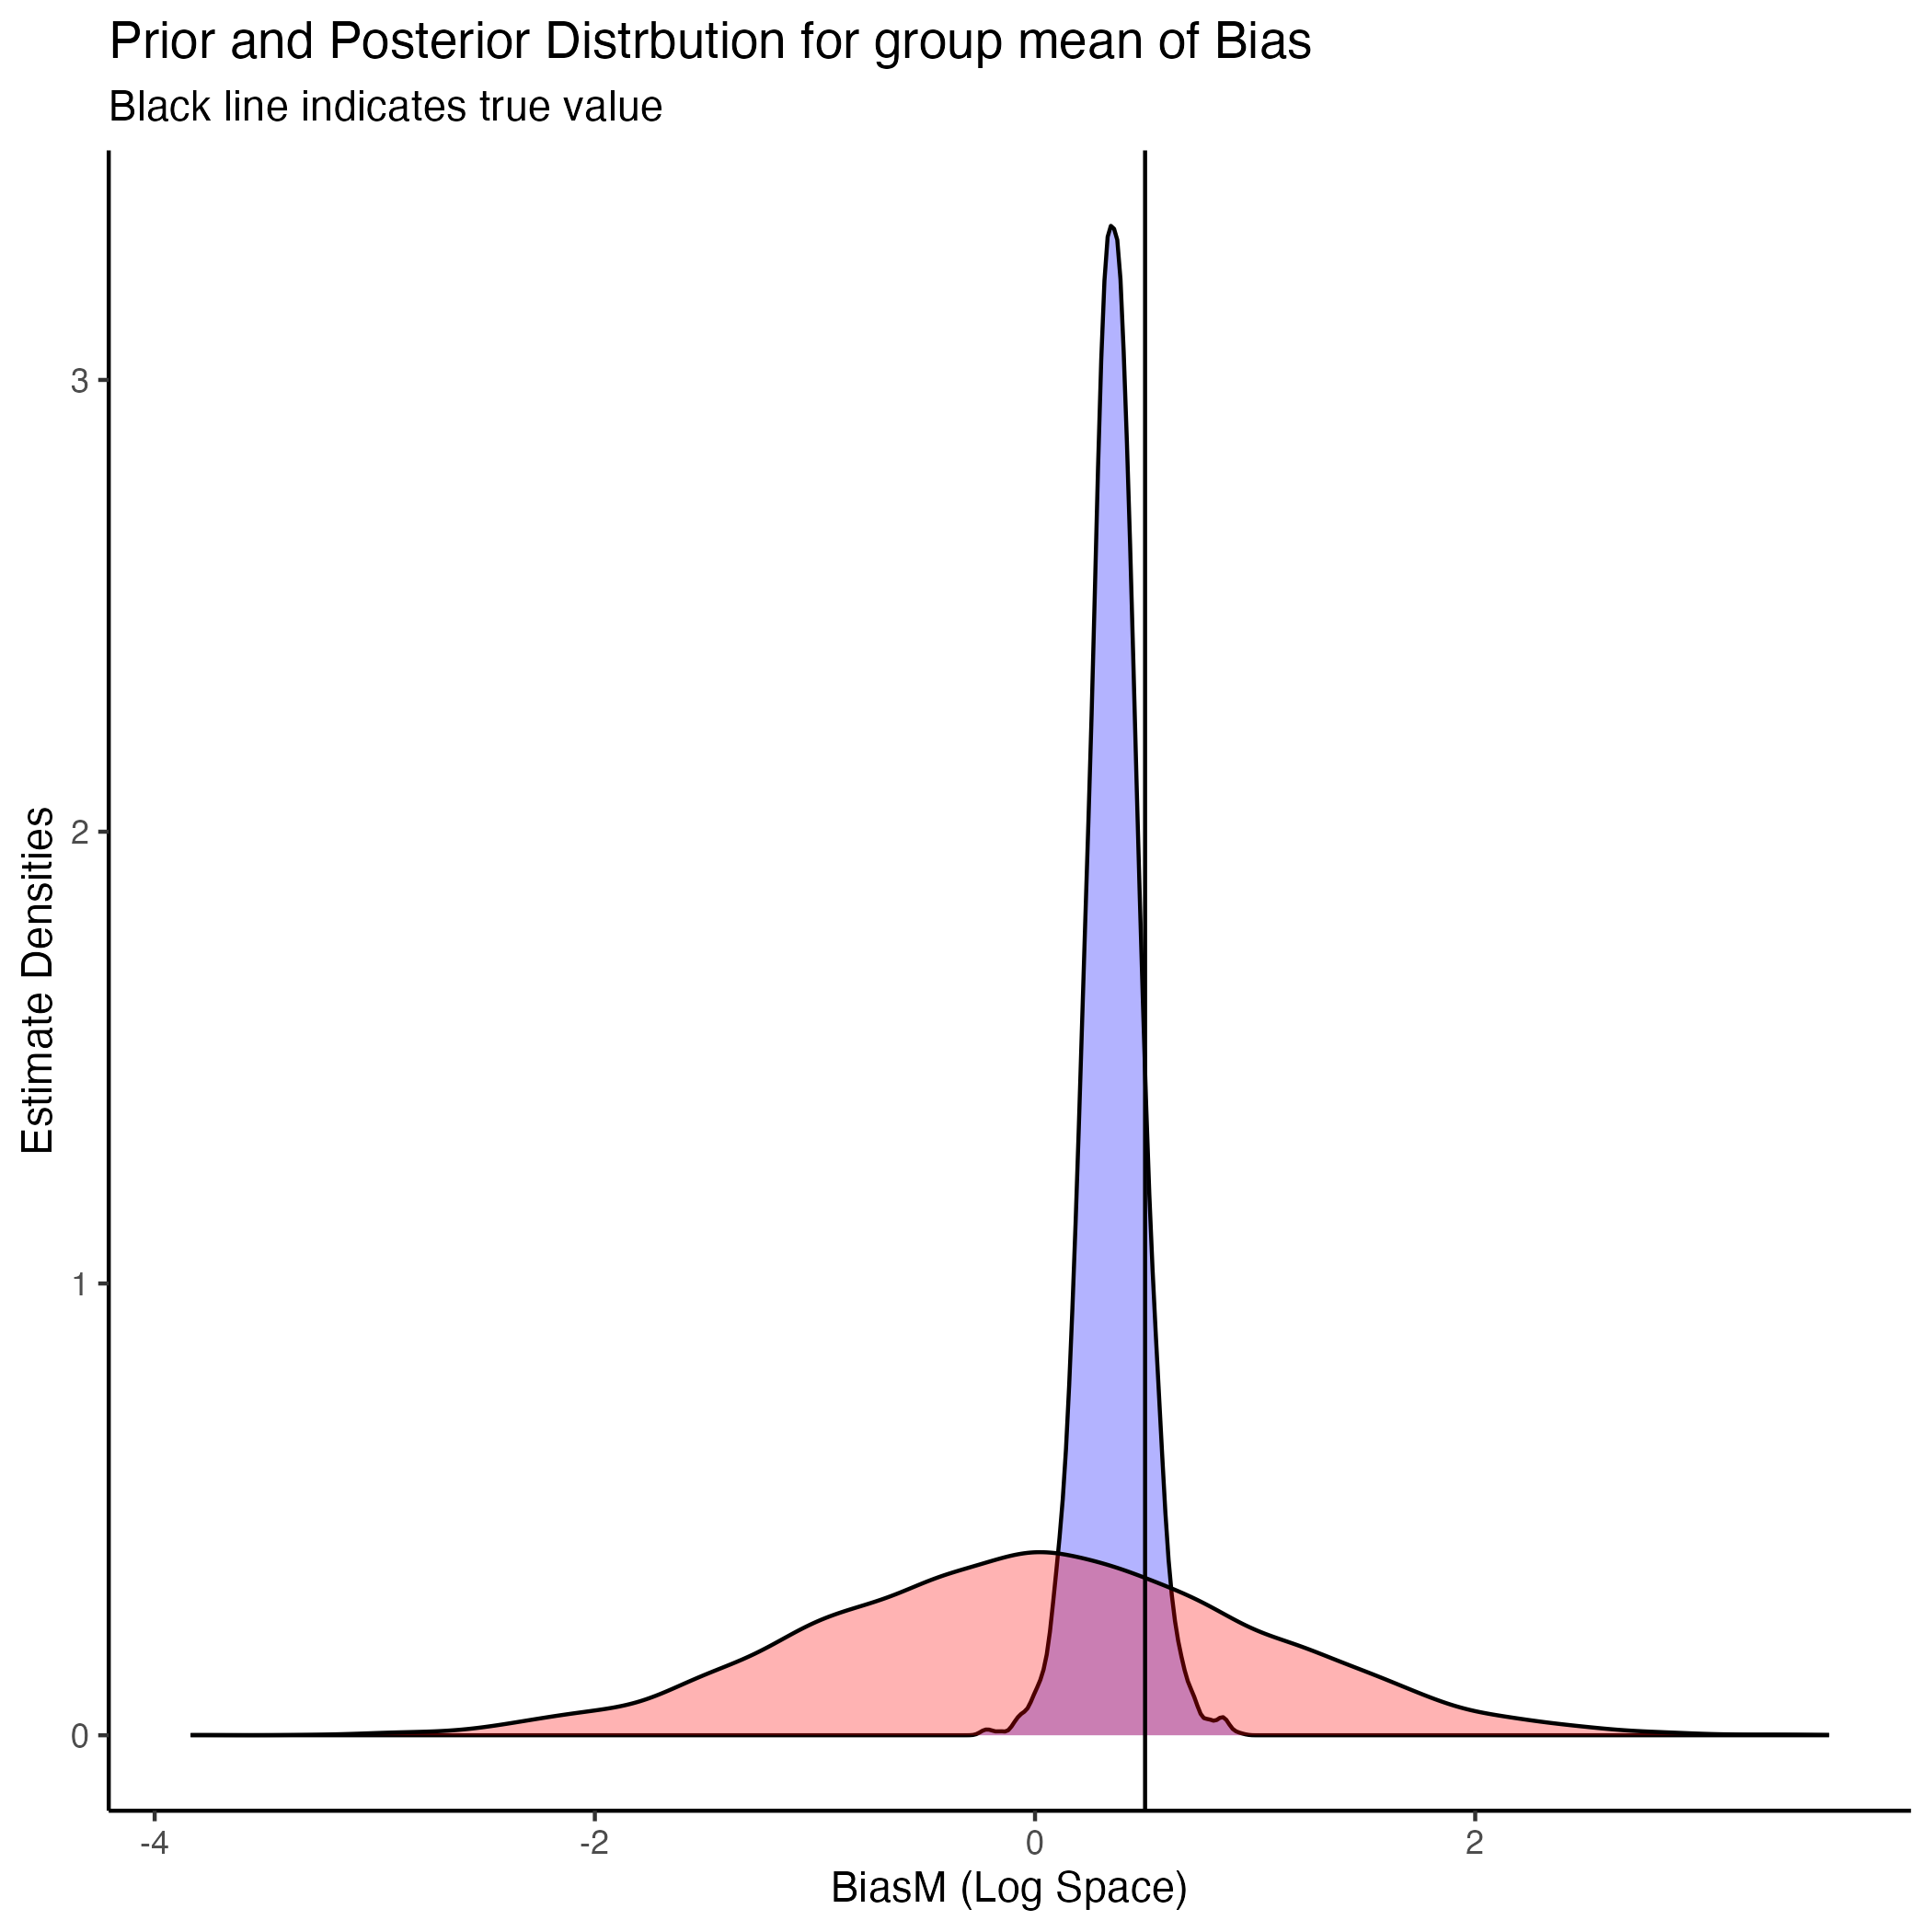 Prior and Posterior Distrbution for group mean of Bias
Black line indicates true value
Estimate Densities
3
2
1
0
-4
-2
0
2
BiasM (Log Space)